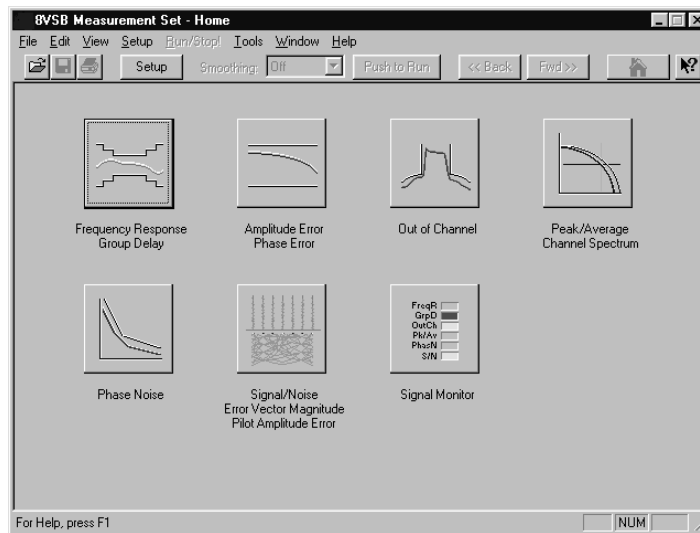 8VSB Measurement Set - Home
File Edit View Setup Run/Stop! Tools Window Help
Setup Smoothing: Off Push to Run << Back Fwd >>
Frequency Response
Group Delay
Amplitude Error
Phase Error
Out of Channel
Peak/Average
Channel Spectrum
FreqR
GrpD
OutCh
Pk/Av
PhasN
S/N
Phase Noise
Signal/Noise
Error Vector Magnitude
Pilot Amplitude Error
Signal Monitor
For Help, press F1
NUM